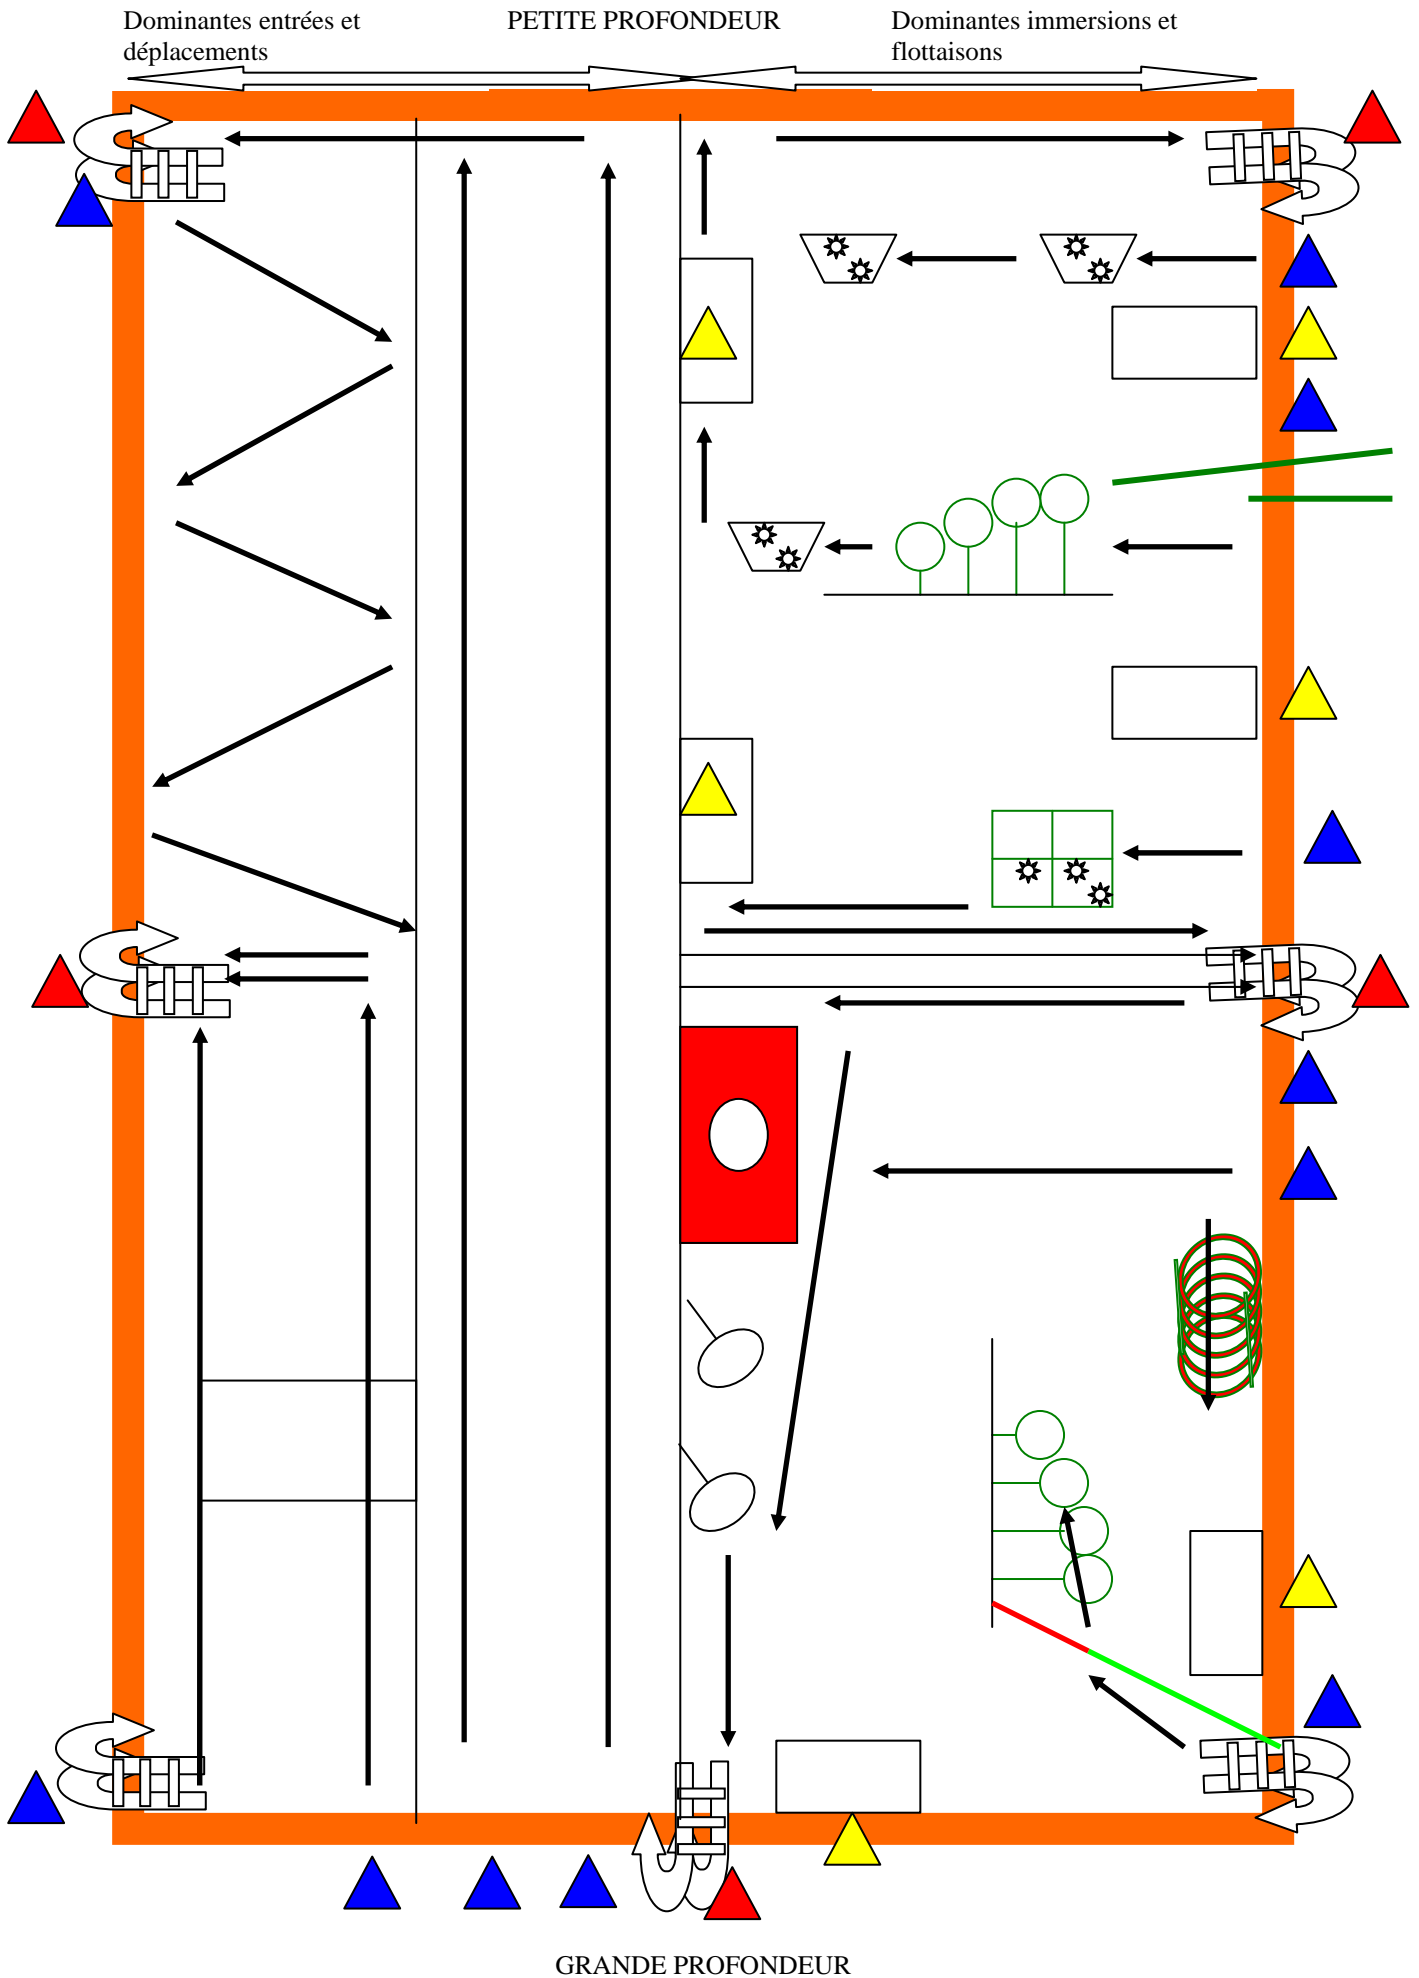 Dominantes entrées et
déplacements
PETITE PROFONDEUR
Dominantes immersions et
flottaisons
GRANDE PROFONDEUR